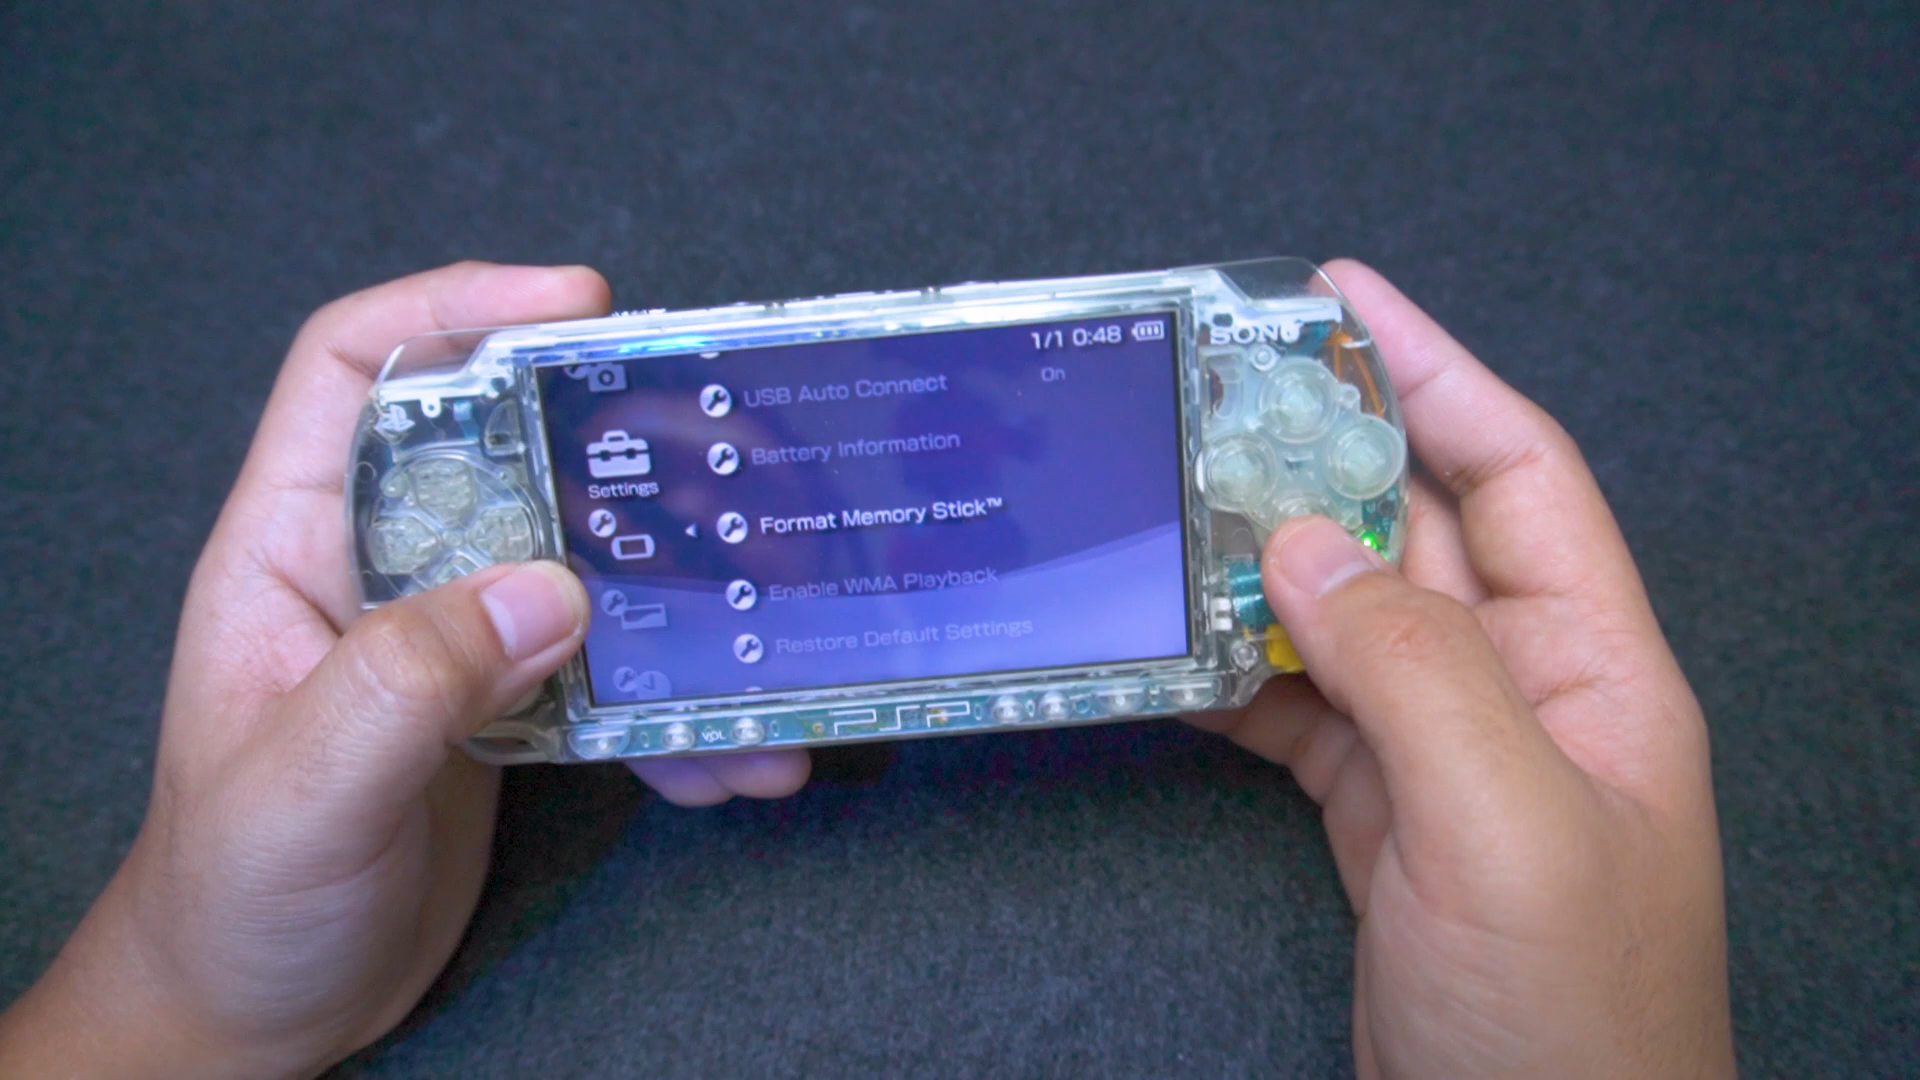 SONY
1/1 0:48
USB Auto Connect On
Battery Information
Settings
Format Memory Stick™
Enable WMA Playback
Restore Default Settings
VOL
PSP